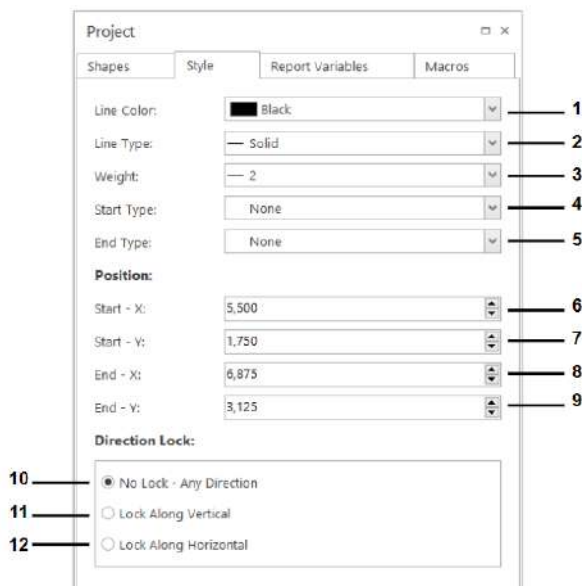 Project
Shapes Style Report Variables Macros
Line Color: Black 1
Line Type: Solid 2
Weight: 2 3
Start Type: None 4
End Type: None 5
Position:
Start - X: 5,500 6
Start - Y: 1,750 7
End - X: 6,875 8
End - Y: 3,125 9
Direction Lock:
10 No Lock - Any Direction
11 Lock Along Vertical
12 Lock Along Horizontal